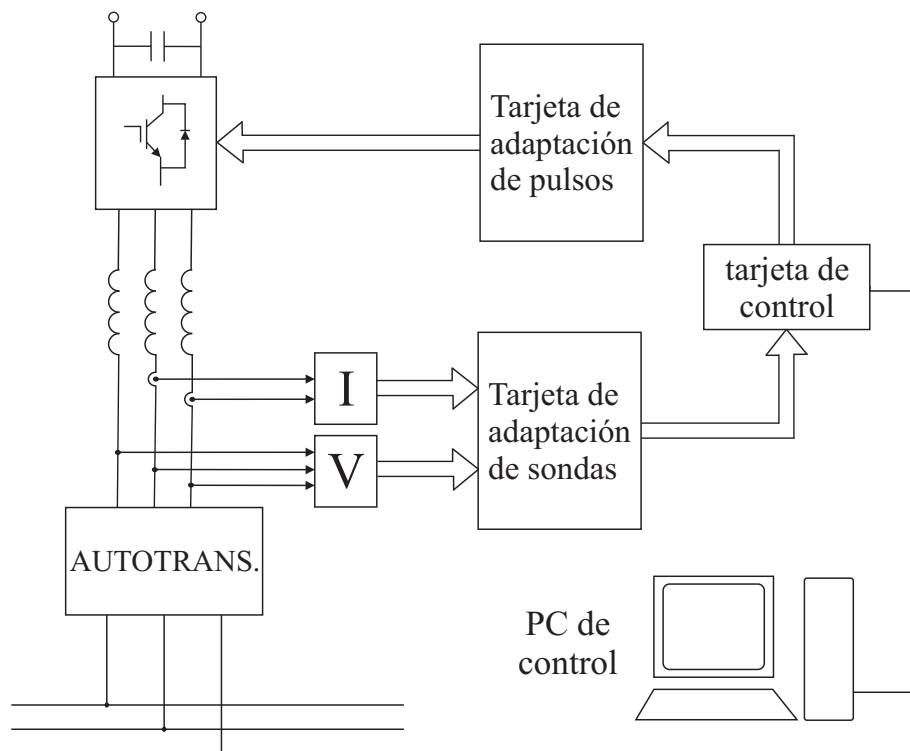 Tarjeta de
adaptación
de pulsos
tarjeta de
control
I
Tarjeta de
adaptación
de sondas
V
AUTOTRANS.
PC de
control